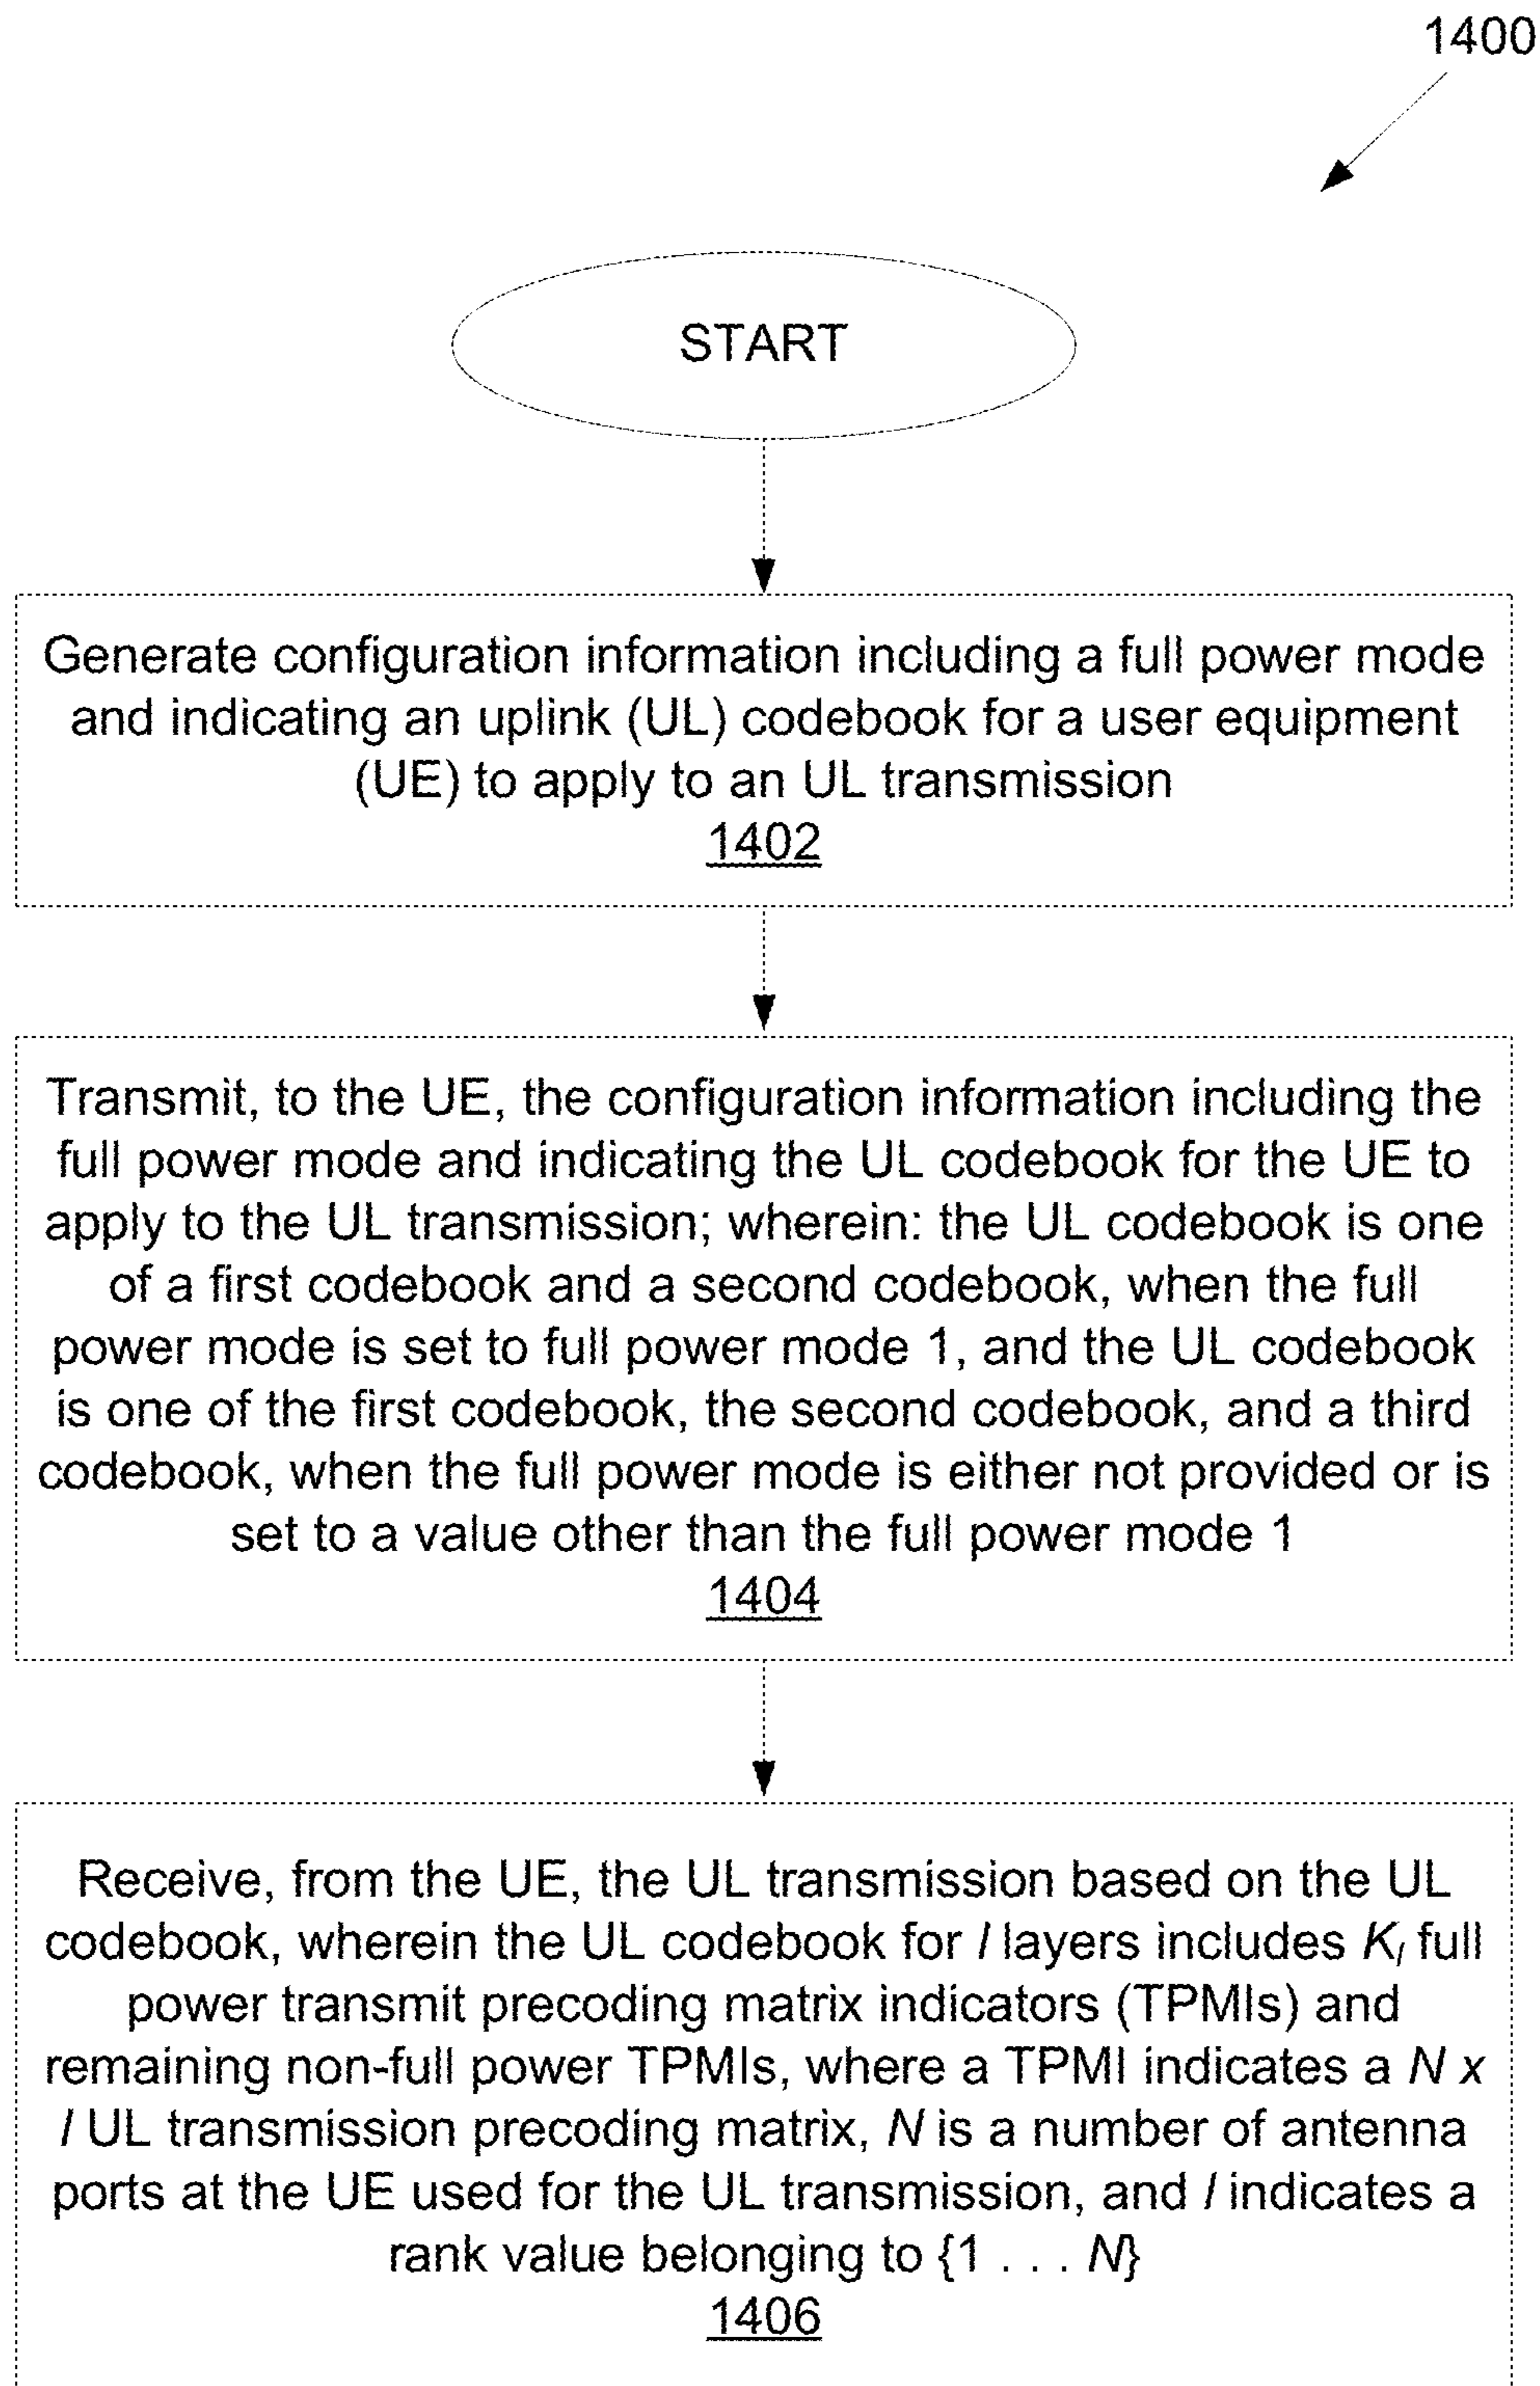 1400
START
Generate configuration information including a full power mode
and indicating an uplink (UL) codebook for a user equipment
(UE) to apply to an UL transmission
1402
Transmit, to the UE, the configuration information including the
full power mode and indicating the UL codebook for the UE to
apply to the UL transmission; wherein: the UL codebook is one
of a first codebook and a second codebook, when the full
power mode is set to full power mode 1, and the UL codebook
is one of the first codebook, the second codebook, and a third
codebook, when the full power mode is either not provided or is
set to a value other than the full power mode 1
1404
Receive, from the UE, the UL transmission based on the UL
codebook, wherein the UL codebook for l layers includes Kₗ full
power transmit precoding matrix indicators (TPMIs) and
remaining non-full power TPMIs, where a TPMI indicates a N x
l UL transmission precoding matrix, N is a number of antenna
ports at the UE used for the UL transmission, and l indicates a
rank value belonging to {1 . . . N}
1406